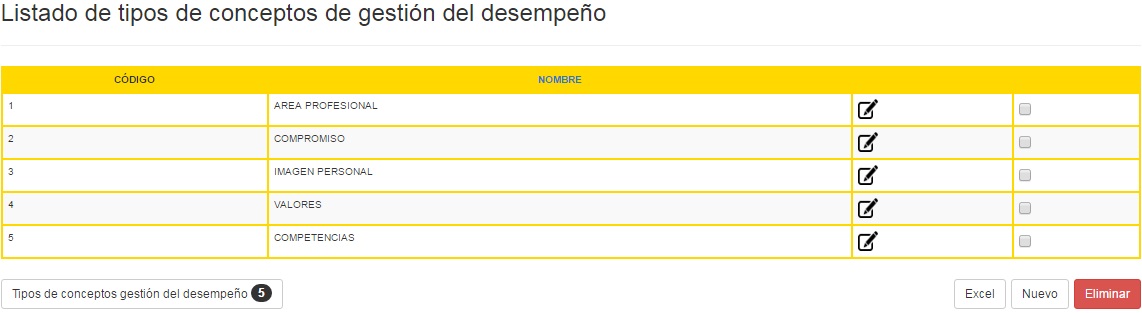 Listado de tipos de conceptos de gestión del desempeño
CÓDIGO NOMBRE
1 AREA PROFESIONAL
2 COMPROMISO
3 IMAGEN PERSONAL
4 VALORES
5 COMPETENCIAS
Tipos de conceptos gestión del desempeño 5 Excel Nuevo Eliminar